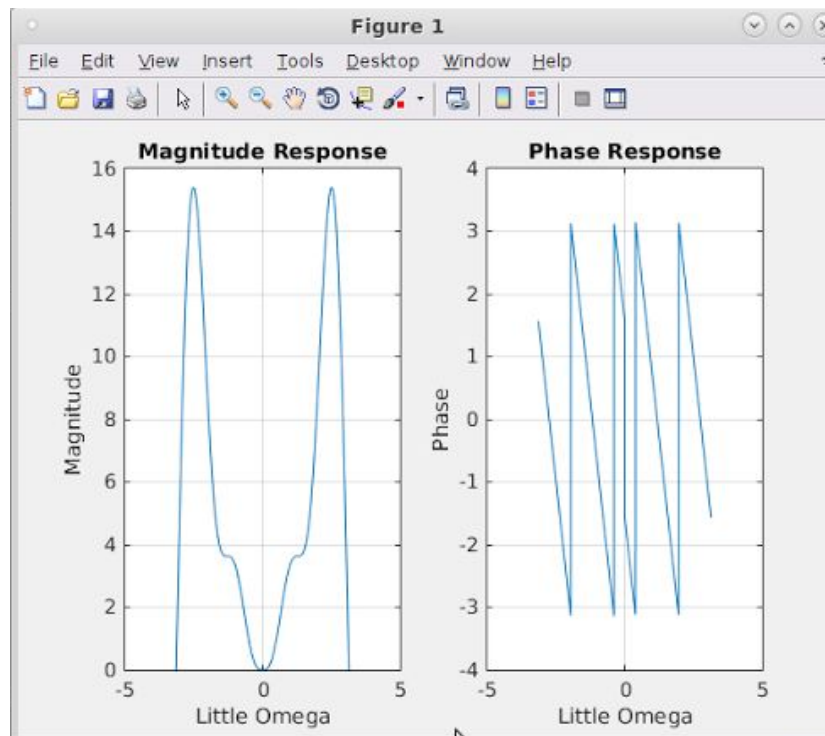 Figure 1
File Edit View Insert Tools Desktop Window Help
Magnitude Response
Phase Response
16
14
12
10
8
6
4
2
0
Magnitude
-5 0 5
Little Omega
4
3
2
1
0
-1
-2
-3
-4
Phase
-5 0 5
Little Omega